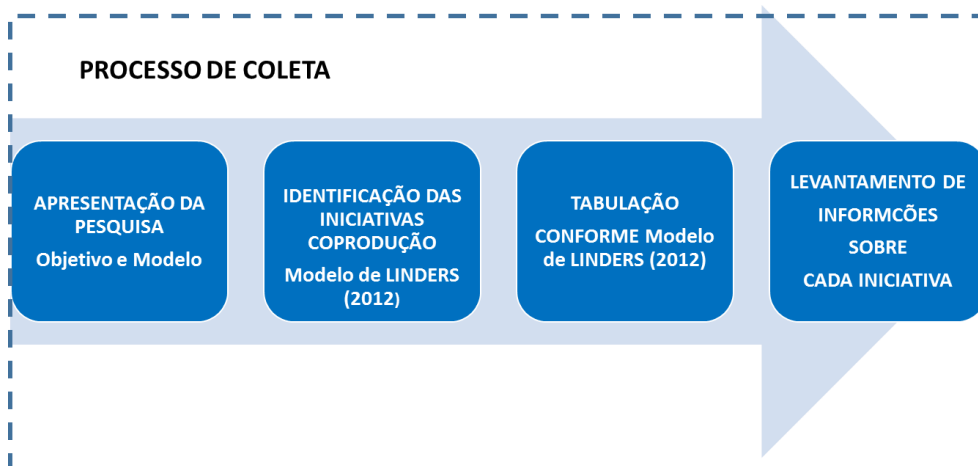 PROCESSO DE COLETA
APRESENTAÇÃO DA
PESQUISA
Objetivo e Modelo
IDENTIFICAÇÃO DAS
INICIATIVAS
COPRODUÇÃO
Modelo de LINDERS
(2012)
TABULAÇÃO
CONFORME Modelo
de LINDERS (2012)
LEVANTAMENTO DE
INFORMCÕES
SOBRE
CADA INICIATIVA